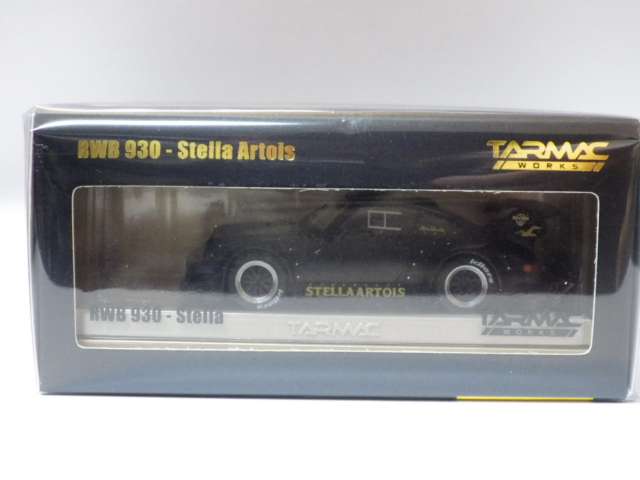 RWB 930 - Stella Artois
TARMAC
WORKS
STELLA ARTOIS
RWB 930 - Stella
TARMAC
TARMAC
WORKS